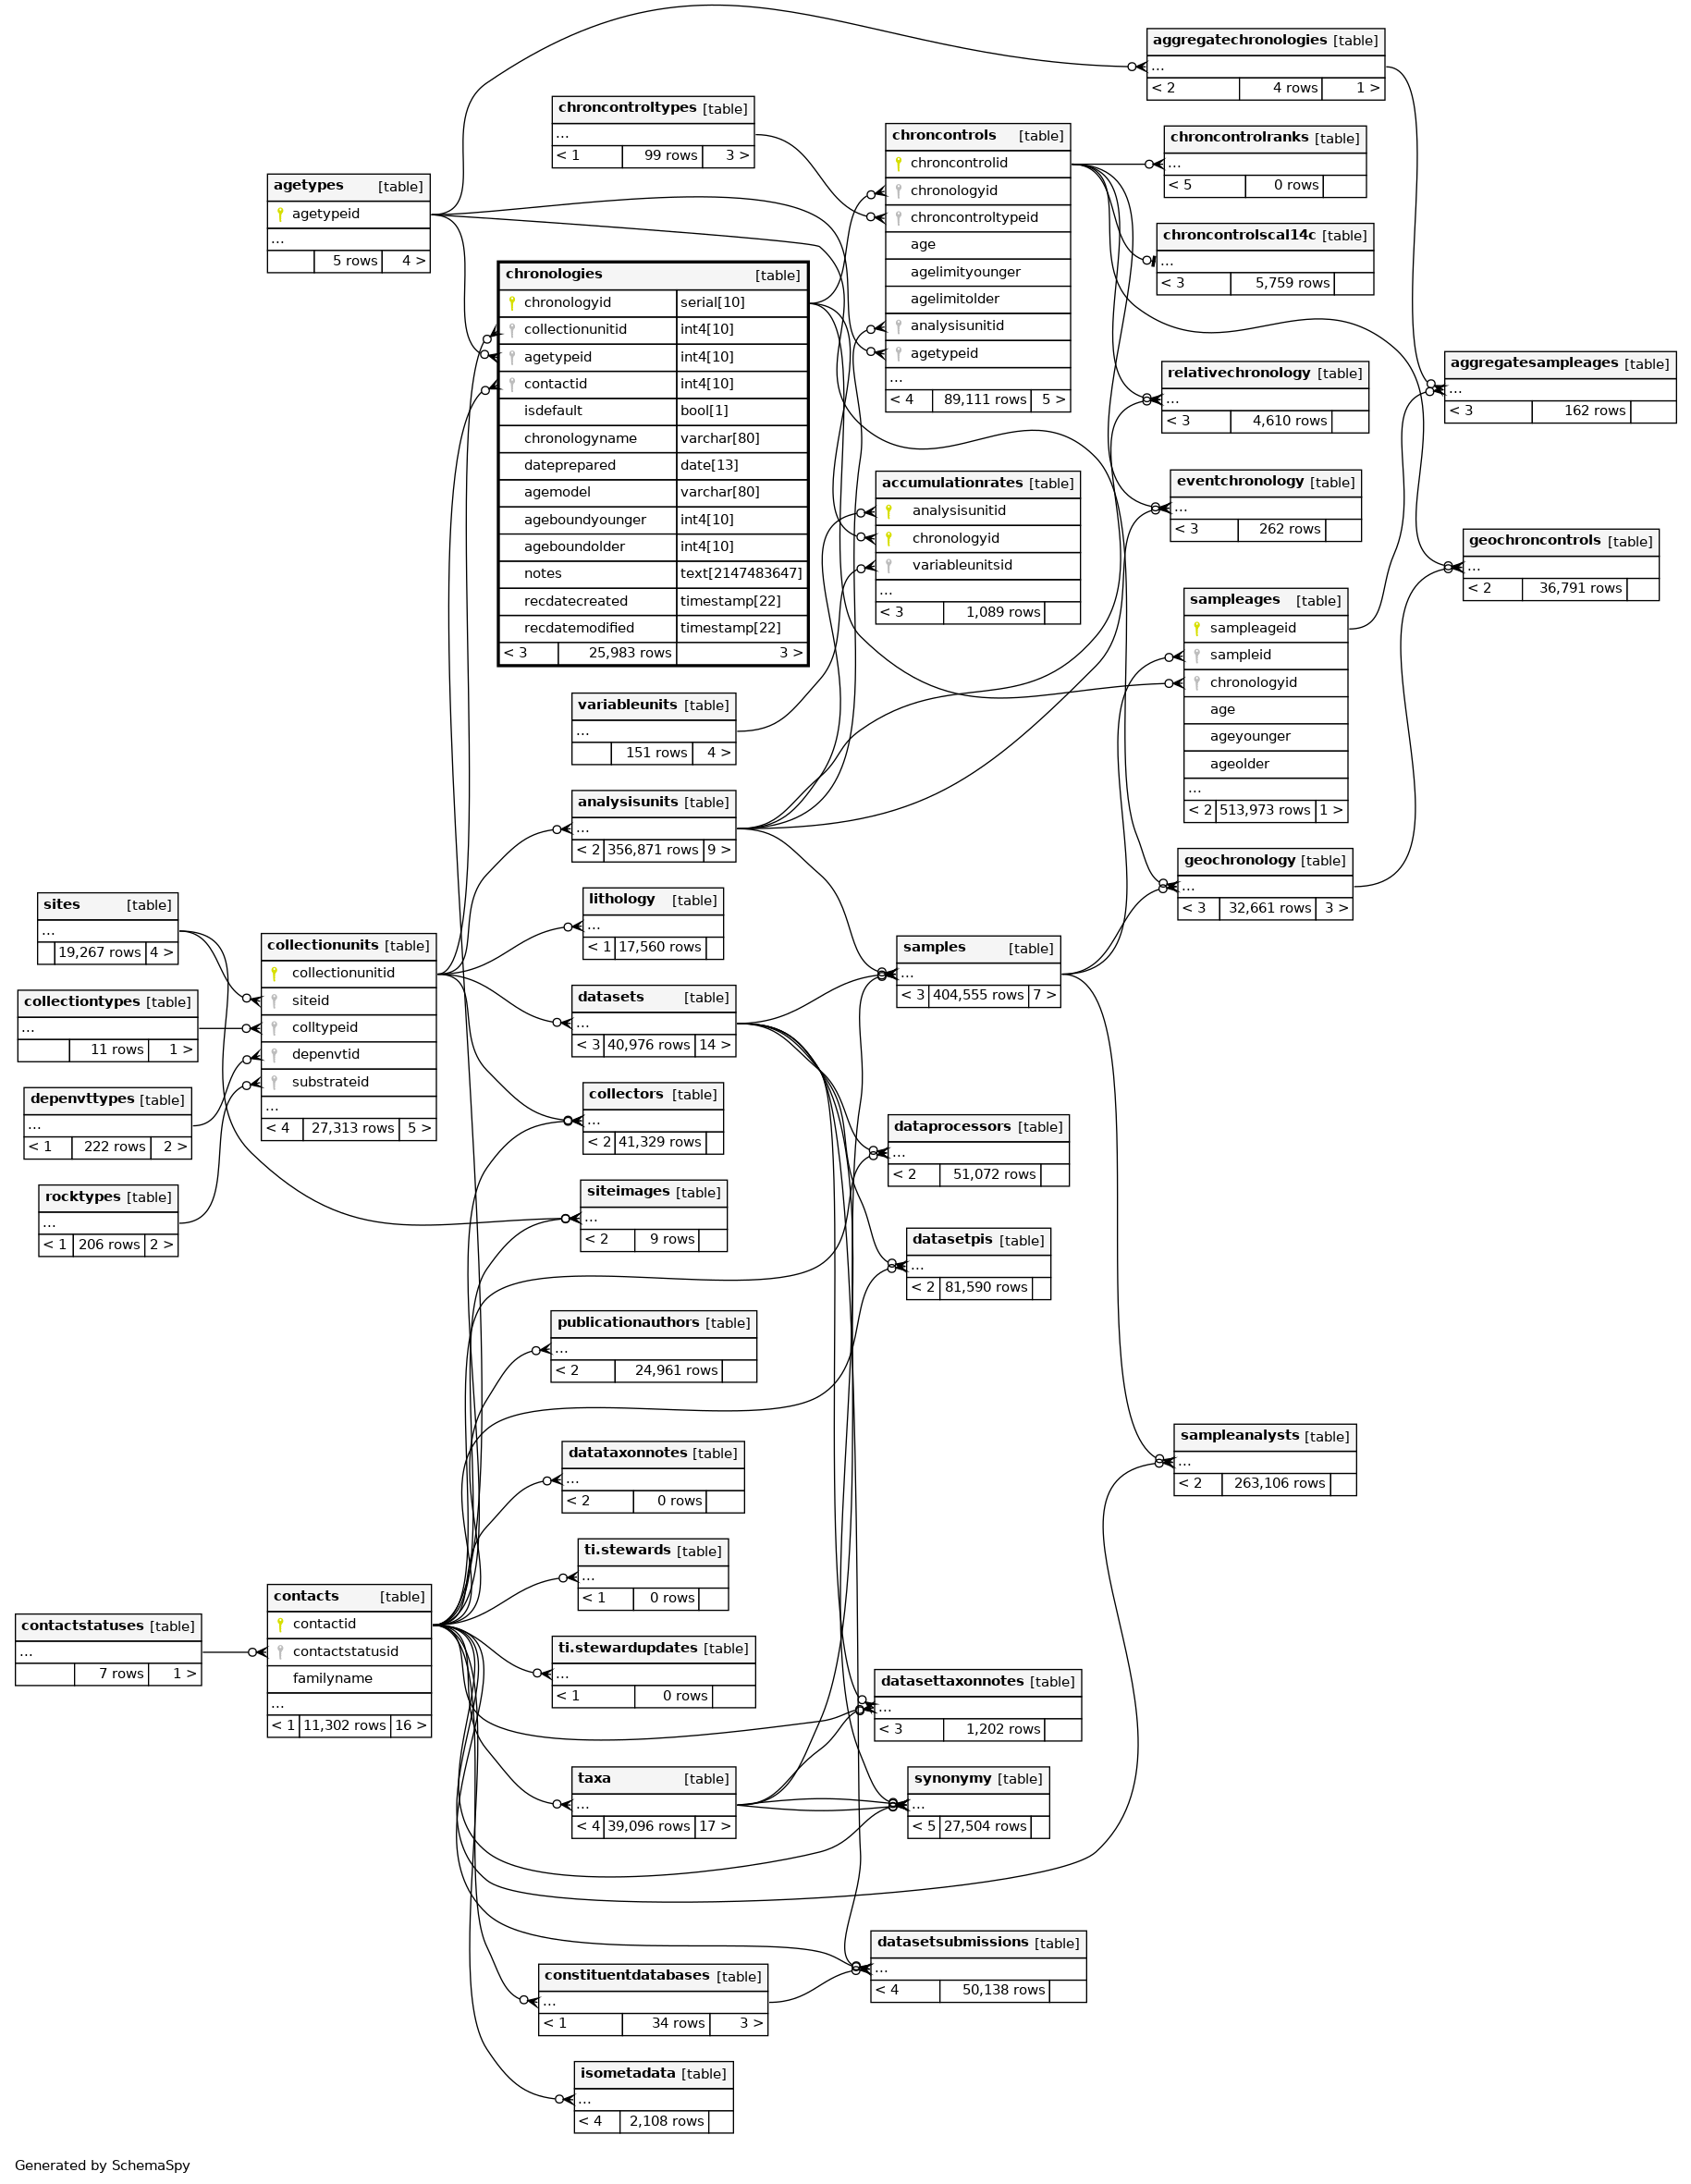 aggregatechronologies [table]
...
< 2 4 rows 1 >
chroncontroltypes [table]
...
< 1 99 rows 3 >
chroncontrols [table]
chroncontrolid
chronologyid
chroncontroltypeid
age
agelimityounger
agelimitolder
analysisunitid
agetypeid
...
< 4 89,111 rows 5 >
chroncontrolranks [table]
...
< 5 0 rows
agetypes [table]
agetypeid
...
5 rows 4 >
chroncontrolscal14c [table]
...
< 3 5,759 rows
chronologies [table]
chronologyid serial[10]
collectionunitid int4[10]
agetypeid int4[10]
contactid int4[10]
isdefault bool[1]
chronologyname varchar[80]
dateprepared date[13]
agemodel varchar[80]
ageboundyounger int4[10]
ageboundolder int4[10]
notes text[2147483647]
recdatecreated timestamp[22]
recdatemodified timestamp[22]
< 3 25,983 rows 3 >
relativechronology [table]
...
< 3 4,610 rows
aggregatesampleages [table]
...
< 3 162 rows
accumulationrates [table]
analysisunitid
chronologyid
variableunitsid
...
< 3 1,089 rows
eventchronology [table]
...
< 3 262 rows
geochroncontrols [table]
...
< 2 36,791 rows
sampleages [table]
sampleageid
sampleid
chronologyid
age
ageyounger
ageolder
...
< 2 513,973 rows 1 >
variableunits [table]
...
151 rows 4 >
analysisunits [table]
...
< 2 356,871 rows 9 >
geochronology [table]
...
< 3 32,661 rows 3 >
lithology [table]
...
< 1 17,560 rows
sites [table]
...
19,267 rows 4 >
collectionunits [table]
collectionunitid
siteid
colltypeid
depenvtid
substrateid
...
< 4 27,313 rows 5 >
samples [table]
...
< 3 404,555 rows 7 >
collectiontypes [table]
...
11 rows 1 >
datasets [table]
...
< 3 40,976 rows 14 >
depenvttypes [table]
...
< 1 222 rows 2 >
collectors [table]
...
< 2 41,329 rows
dataprocessors [table]
...
< 2 51,072 rows
rocktypes [table]
...
< 1 206 rows 2 >
siteimages [table]
...
< 2 9 rows
datasetpis [table]
...
< 2 81,590 rows
publicationauthors [table]
...
< 2 24,961 rows
datataxonnotes [table]
...
< 2 0 rows
sampleanalysts [table]
...
< 2 263,106 rows
ti.stewards [table]
...
< 1 0 rows
contacts [table]
contactid
contactstatusid
familyname
...
< 1 11,302 rows 16 >
contactstatuses [table]
...
7 rows 1 >
ti.stewardupdates [table]
...
< 1 0 rows
datasettaxonnotes [table]
...
< 3 1,202 rows
taxa [table]
...
< 4 39,096 rows 17 >
synonymy [table]
...
< 5 27,504 rows
datasetsubmissions [table]
...
< 4 50,138 rows
constituentdatabases [table]
...
< 1 34 rows 3 >
isometadata [table]
...
< 4 2,108 rows
Generated by SchemaSpy